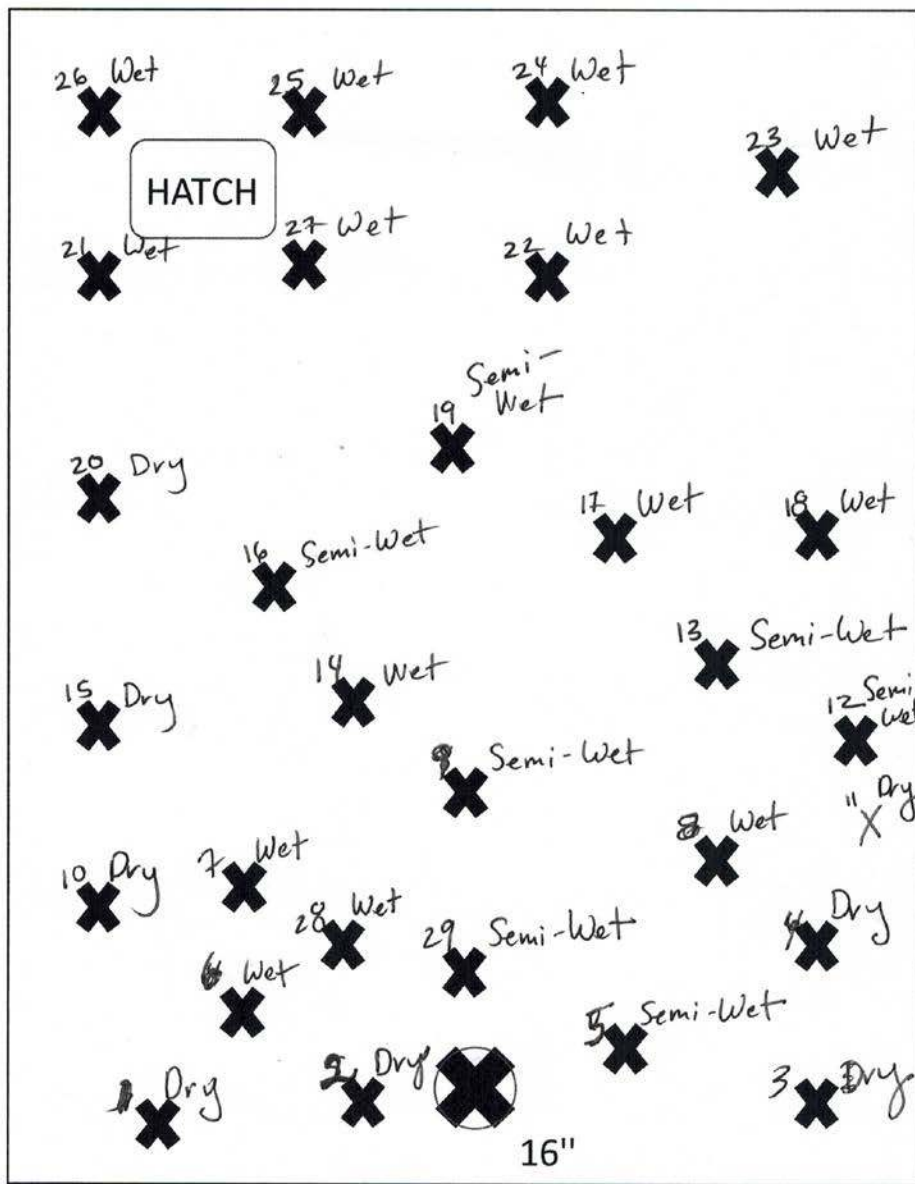 26 Wet
25 Wet
24 Wet
23 Wet
HATCH
21 Wet
27 Wet
22 Wet
19 Semi-
Wet
20 Dry
17 Wet
18 Wet
16 Semi-Wet
13 Semi-Wet
14 Wet
15 Dry
12 Semi
wet
9 Semi-Wet
11 Dry
8 Wet
7 Wet
10 Dry
28 Wet
29 Semi-Wet
4 Dry
6 Wet
5 Semi-Wet
1 Dry
2 Dry
3 Dry
16"